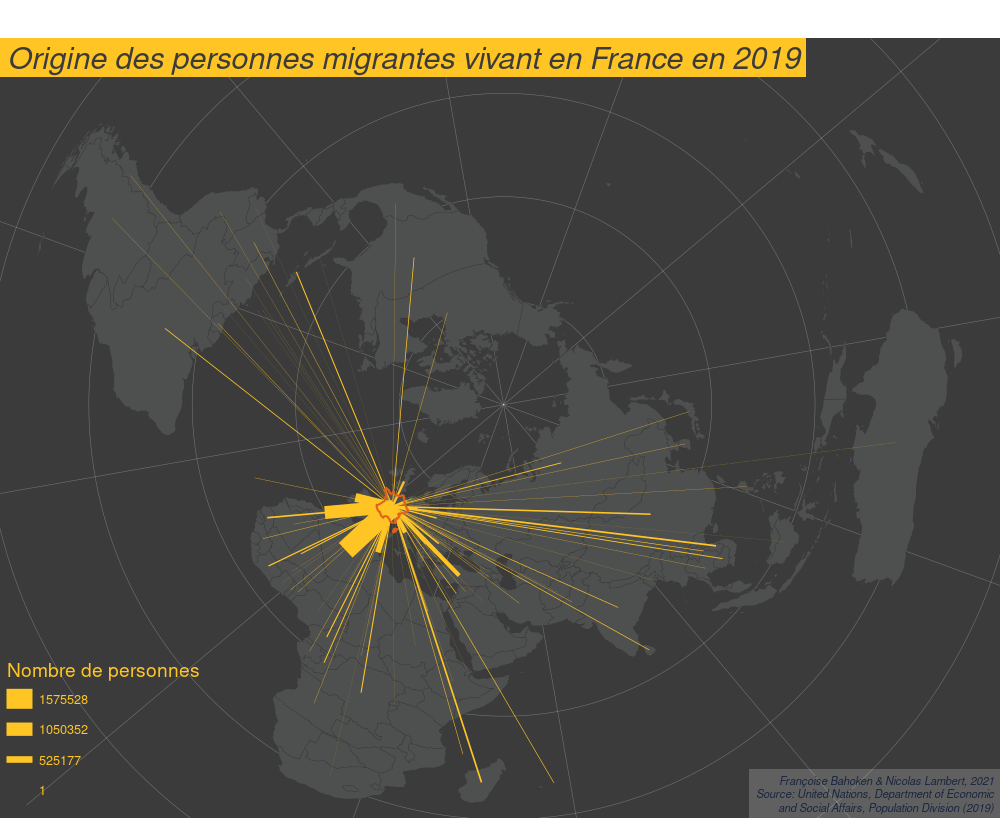 Origine des personnes migrantes vivant en France en 2019
Nombre de personnes
1575528
1050352
525177
1
Françoise Bahoken & Nicolas Lambert, 2021
Source: United Nations, Department of Economic
and Social Affairs, Population Division (2019)